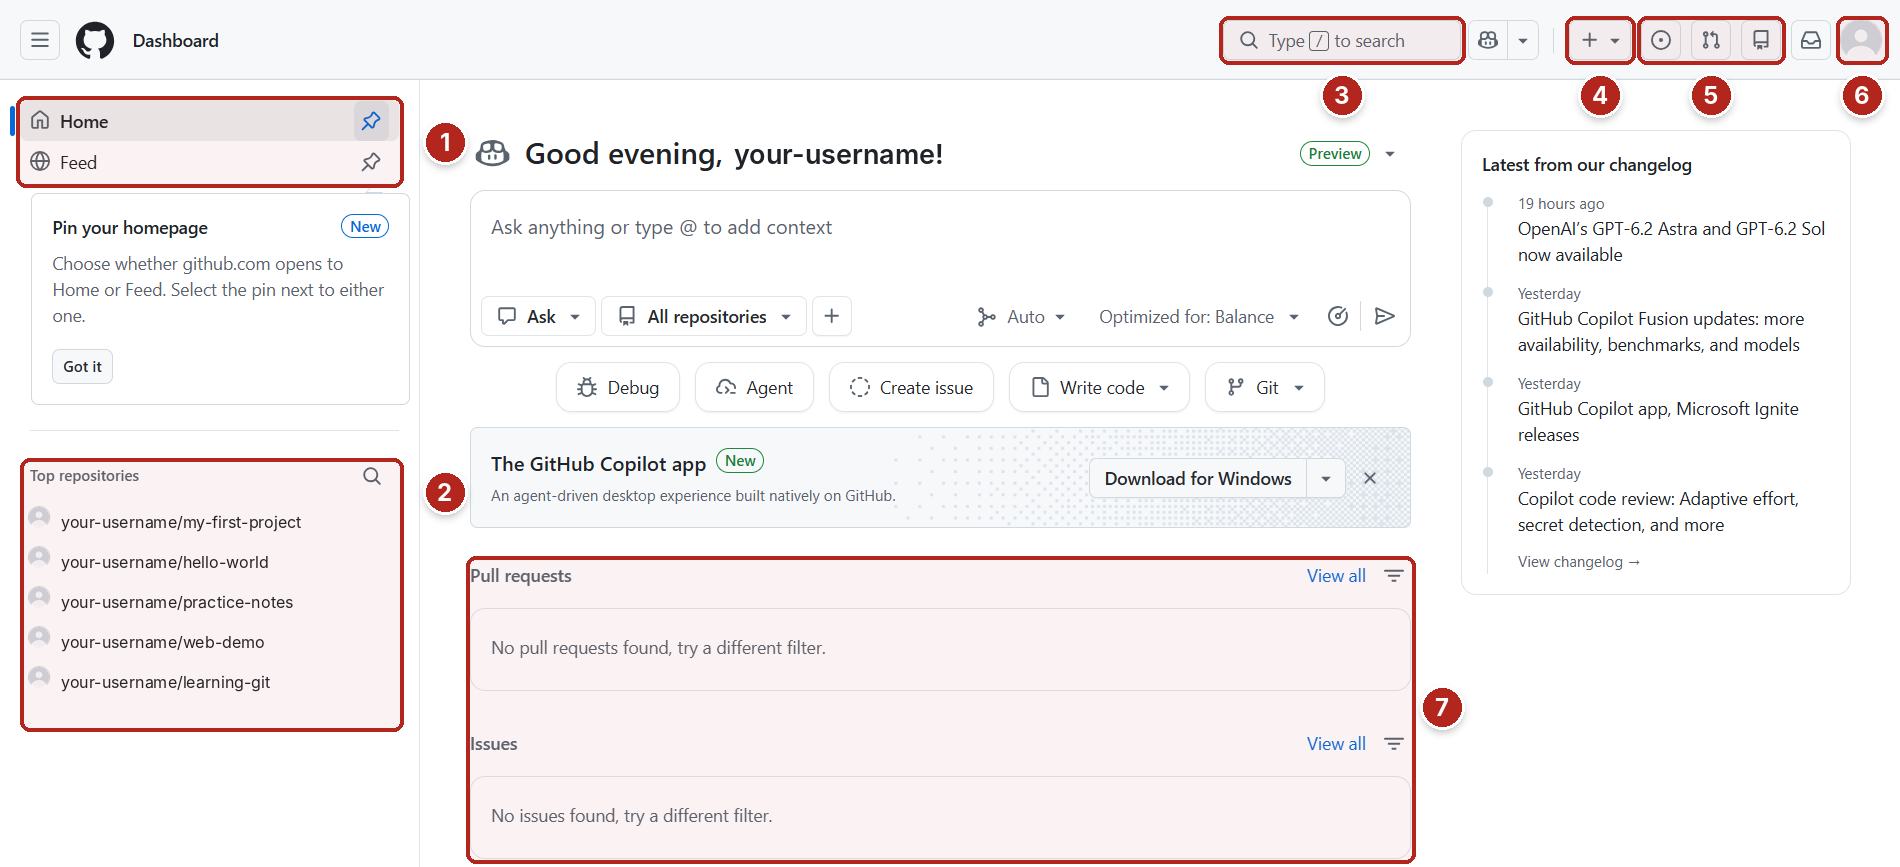 Dashboard
Type / to search
3
4
5
6
Home
Feed
1
Pin your homepage
New
Choose whether github.com opens to
Home or Feed. Select the pin next to either
one.
Got it
Top repositories
your-username/my-first-project
your-username/hello-world
your-username/practice-notes
your-username/web-demo
your-username/learning-git
2
Good evening, your-username!
Preview
Ask anything or type @ to add context
Ask
All repositories
Auto
Optimized for: Balance
Debug
Agent
Create issue
Write code
Git
The GitHub Copilot app
New
An agent-driven desktop experience built natively on GitHub.
Download for Windows
Pull requests
View all
No pull requests found, try a different filter.
7
Issues
View all
No issues found, try a different filter.
Latest from our changelog
19 hours ago
OpenAI's GPT-6.2 Astra and GPT-6.2 Sol
now available
Yesterday
GitHub Copilot Fusion updates: more
availability, benchmarks, and models
Yesterday
GitHub Copilot app, Microsoft Ignite
releases
Yesterday
Copilot code review: Adaptive effort,
secret detection, and more
View changelog →